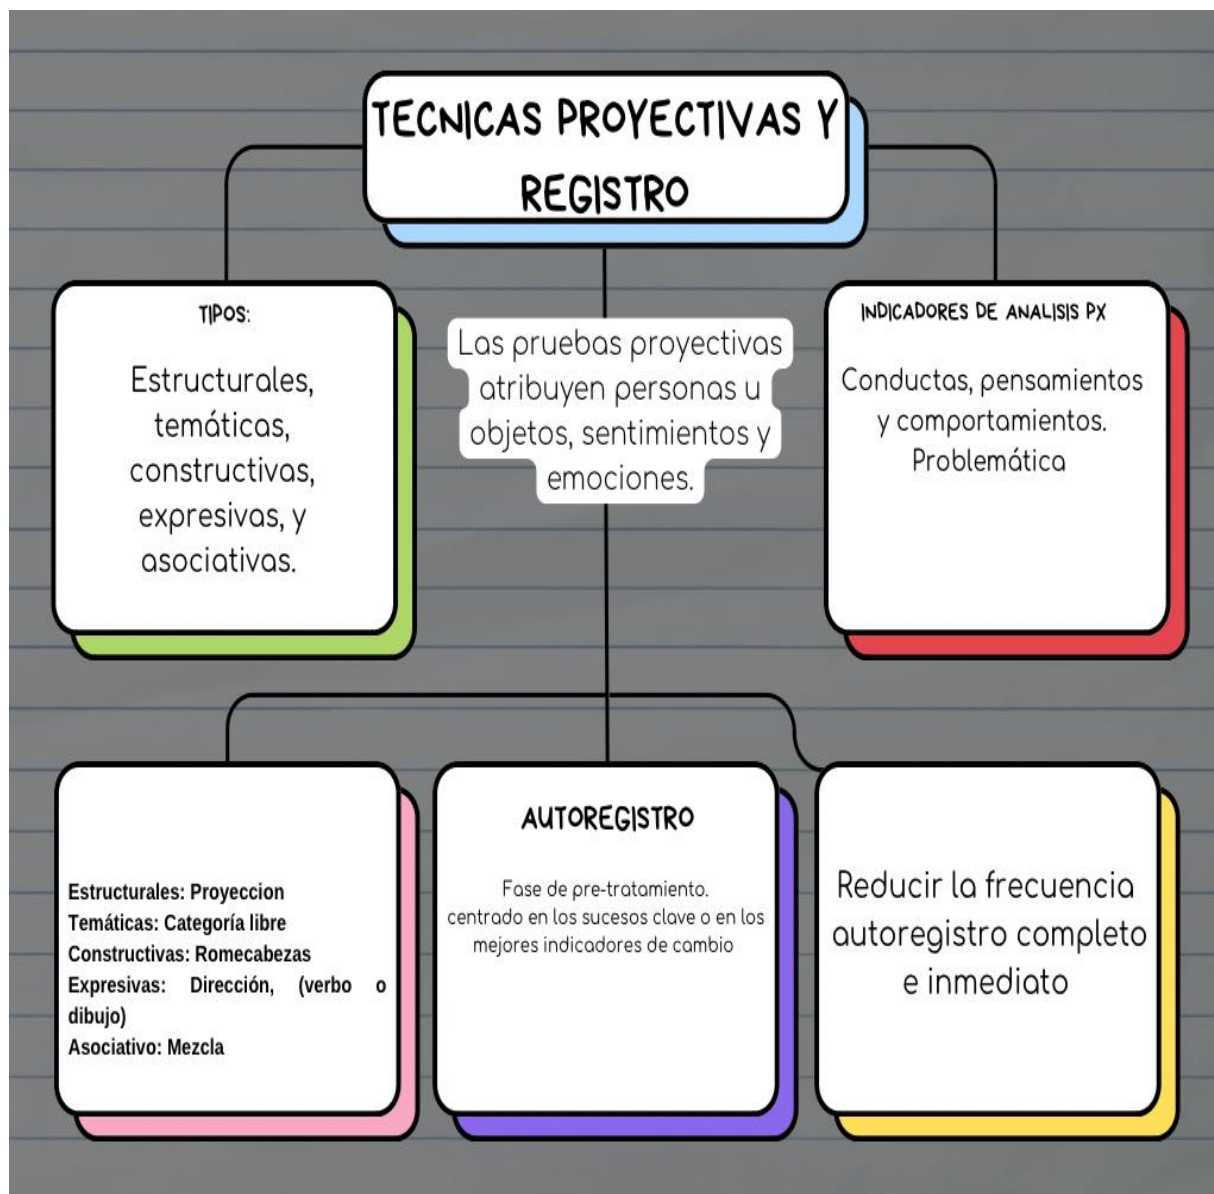 TECNICAS PROYECTIVAS Y
REGISTRO
TIPOS:
Estructurales,
temáticas,
constructivas,
expresivas, y
asociativas.
Las pruebas proyectivas
atribuyen personas u
objetos, sentimientos y
emociones.
INDICADORES DE ANALISIS PX
Conductas, pensamientos
y comportamientos.
Problemática
Estructurales: Proyeccion
Temáticas: Categoría libre
Constructivas: Romecabezas
Expresivas: Dirección, (verbo o
dibujo)
Asociativo: Mezcla
AUTOREGISTRO
Fase de pre-tratamiento.
centrado en los sucesos clave o en los
mejores indicadores de cambio
Reducir la frecuencia
autoregistro completo
e inmediato